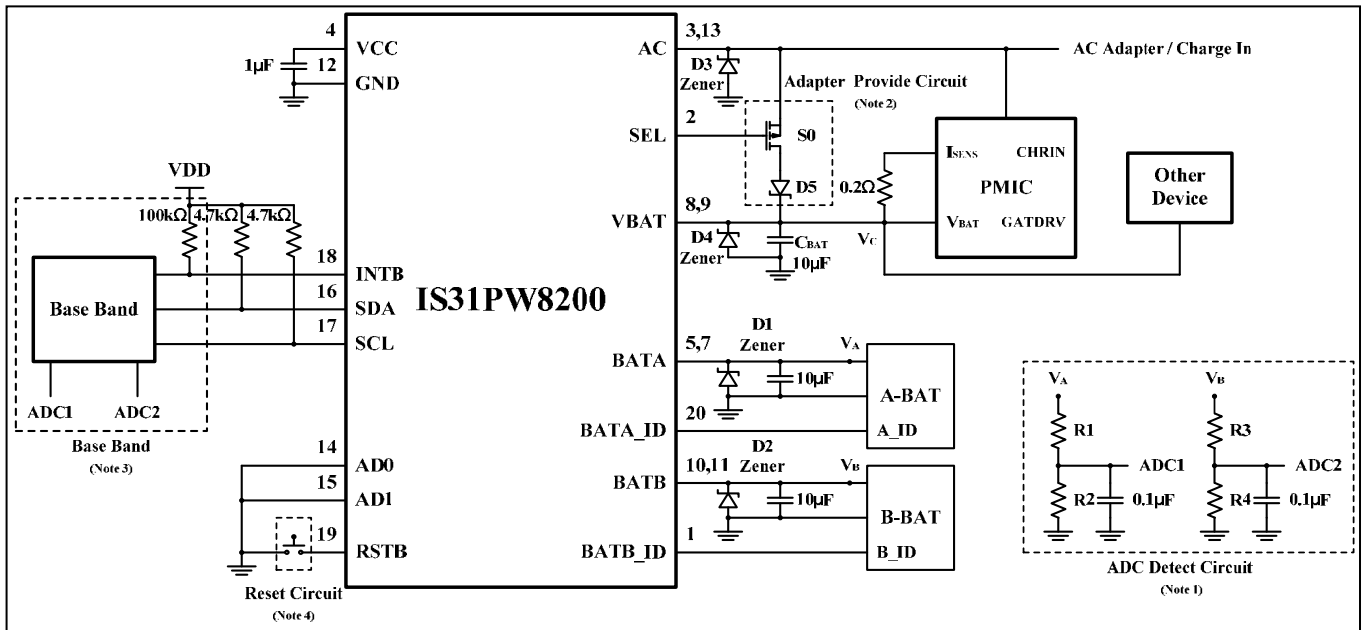 4
VCC
1µF
12
GND
VDD
100kΩ 4.7kΩ 4.7kΩ
18
INTB
Base Band
16
SDA
17
SCL
ADC1
ADC2
Base Band
(Note 3)
14
AD0
15
AD1
19
RSTB
Reset Circuit
(Note 4)
IS31PW8200
3,13
AC
AC Adapter / Charge In
D3
Zener
Adapter Provide Circuit
(Note 2)
2
SEL
S0
D5
0.2Ω
ISENS
CHRIN
PMIC
VBAT
GATDRV
Other
Device
8,9
VBAT
D4
Zener
CBAT
10µF
VC
5,7
BATA
D1
Zener
VA
10µF
A-BAT
20
BATA_ID
A_ID
10,11
BATB
D2
Zener
VB
10µF
B-BAT
1
BATB_ID
B_ID
VA
R1
ADC1
R2
0.1µF
VB
R3
ADC2
R4
0.1µF
ADC Detect Circuit
(Note 1)